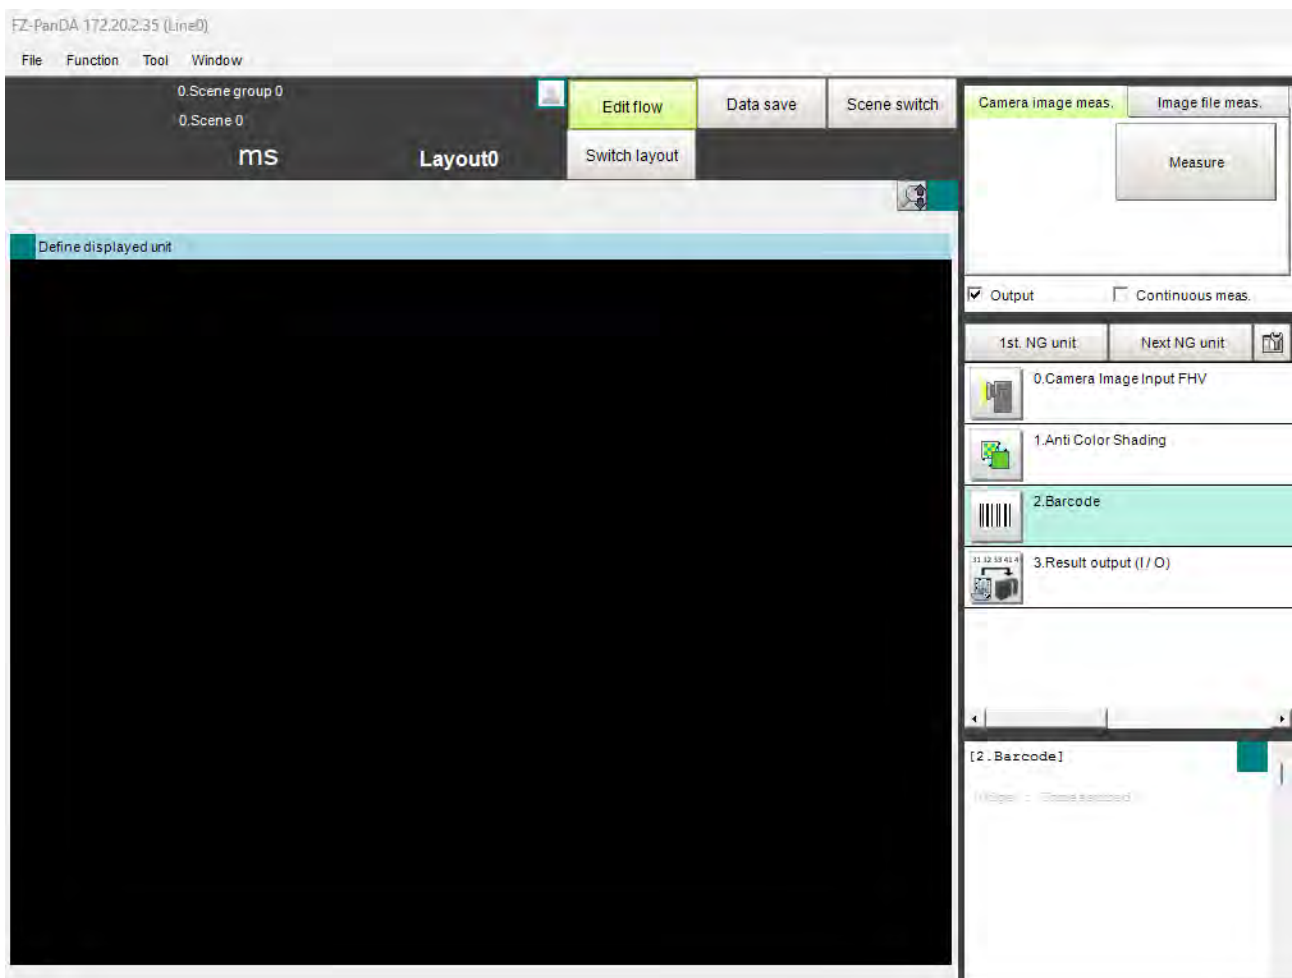 FZ-PanDA 172.20.2.35 (Line0)
File Function Tool Window
0.Scene group 0
0.Scene 0
ms
Layout0
Edit flow
Data save
Scene switch
Switch layout
Define displayed unit
Camera image meas.
Image file meas.
Measure
Output
Continuous meas.
1st. NG unit
Next NG unit
0.Camera Image Input FHV
1.Anti Color Shading
2.Barcode
3.Result output (I / O)
[2.Barcode]